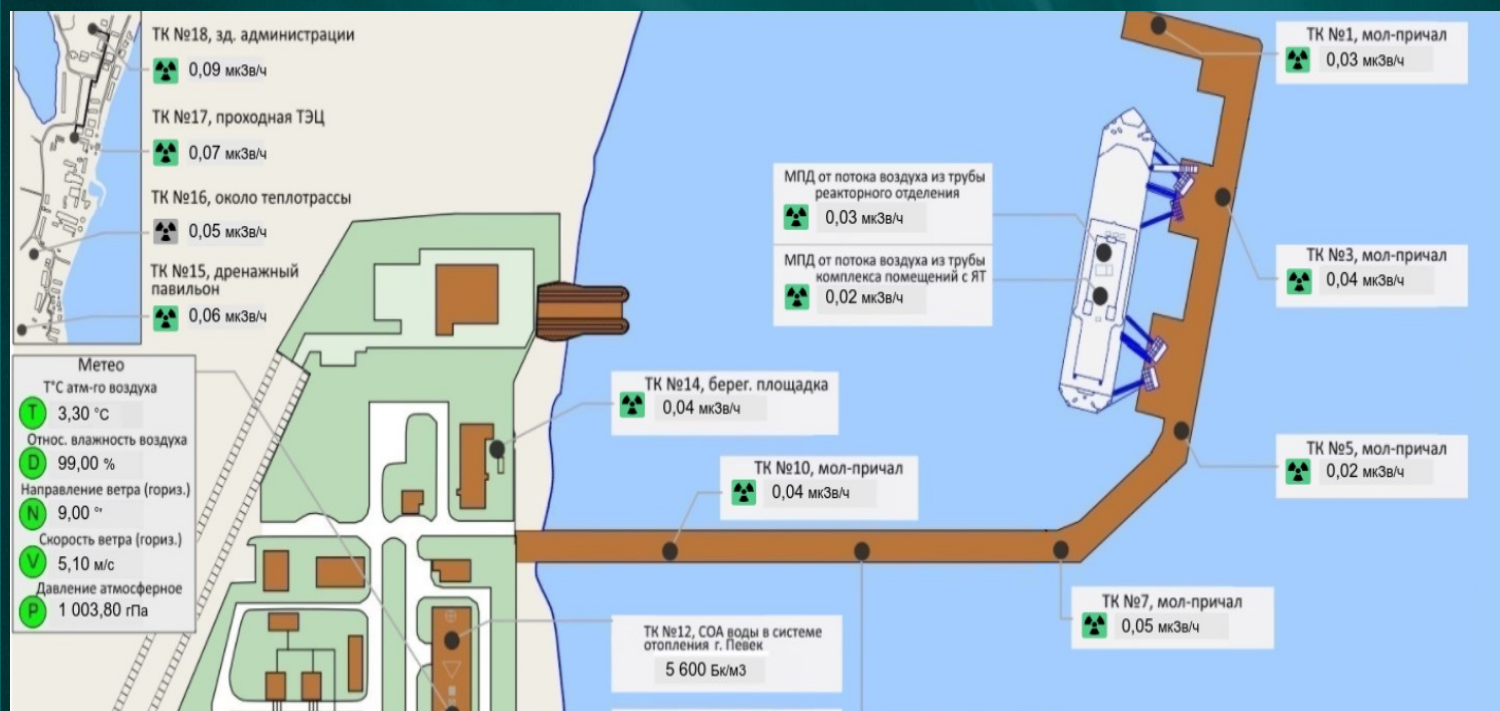 ТК №18, зд. администрации
0,09 мкЗв/ч
ТК №17, проходная ТЭЦ
0,07 мкЗв/ч
ТК №16, около теплотрассы
0,05 мкЗв/ч
ТК №15, дренажный
павильон
0,06 мкЗв/ч
Метео
T°C атм-го воздуха
T
3,30 °C
Относ. влажность воздуха
D
99,00 %
Направление ветра (гориз.)
N
9,00 °
Скорость ветра (гориз.)
V
5,10 м/с
Давление атмосферное
P
1 003,80 гПа
МПД от потока воздуха из трубы
реакторного отделения
0,03 мкЗв/ч
МПД от потока воздуха из трубы
комплекса помещений с ЯТ
0,02 мкЗв/ч
ТК №1, мол-причал
0,03 мкЗв/ч
ТК №3, мол-причал
0,04 мкЗв/ч
ТК №5, мол-причал
0,02 мкЗв/ч
ТК №14, берег. площадка
0,04 мкЗв/ч
ТК №10, мол-причал
0,04 мкЗв/ч
ТК №7, мол-причал
0,05 мкЗв/ч
ТК №12, СОА воды в системе
отопления г. Певек
5 600 Бк/м3